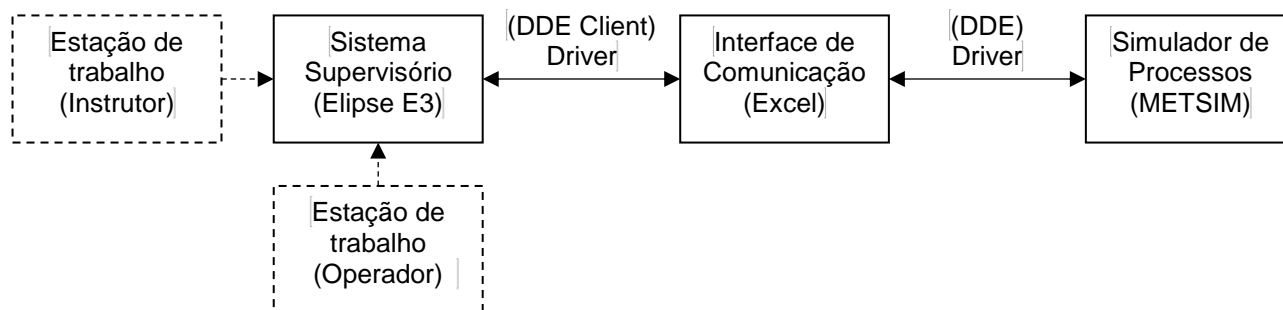 Estação de
trabalho
(Instrutor)
Sistema
Supervisório
(Elipse E3)
(DDE Client)
Driver
Interface de
Comunicação
(Excel)
(DDE)
Driver
Simulador de
Processos
(METSIM)
Estação de
trabalho
(Operador)